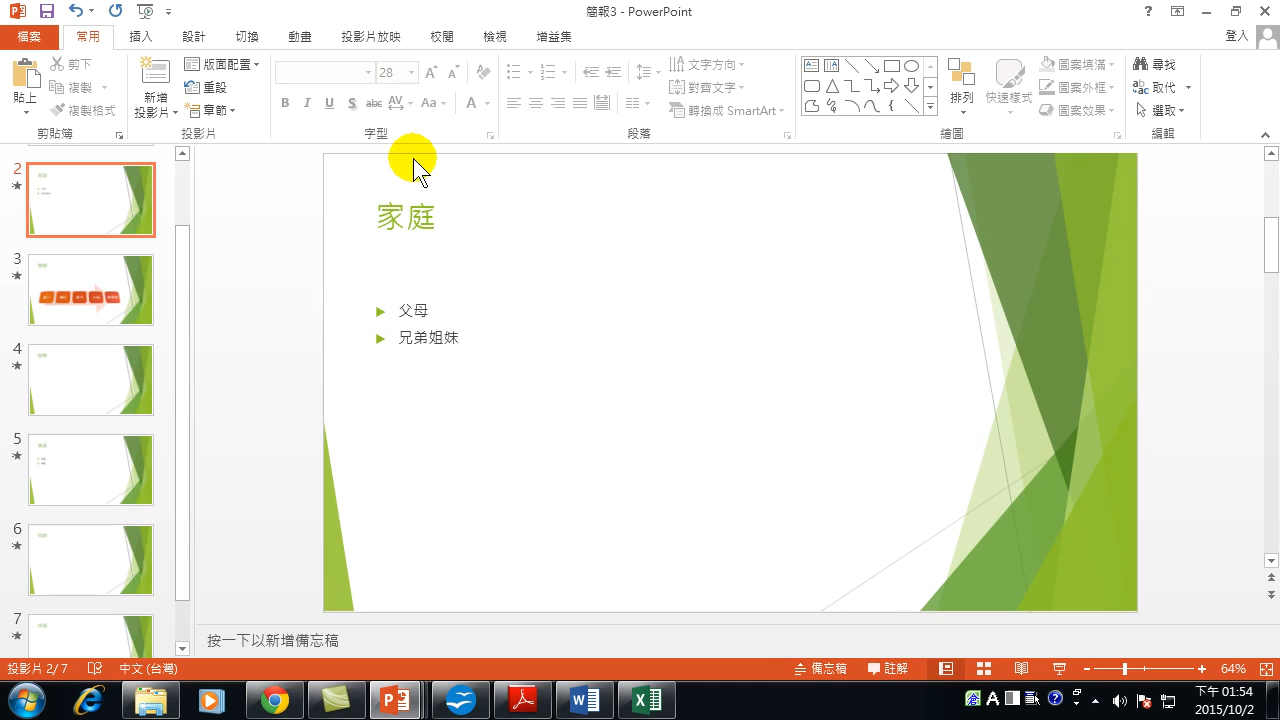 簡報3 - PowerPoint
檔案 常用 插入 設計 切換 動畫 投影片放映 校閱 檢視 增益集 登入
貼上 剪下 複製 複製格式 剪貼簿
新增投影片 版面配置 重設 章節 投影片
28 B I U S abc AV Aa A 字型
文字方向 對齊文字 轉換成 SmartArt 段落
排列 快速樣式 圖案填滿 圖案外框 圖案效果 繪圖
尋找 取代 選取 編輯
2
3
4
5
6
7
家庭
父母
兄弟姐妹
按一下以新增備忘稿
投影片 2/7 中文 (台灣) 備忘稿 註解 64%
下午 01:54
2015/10/2